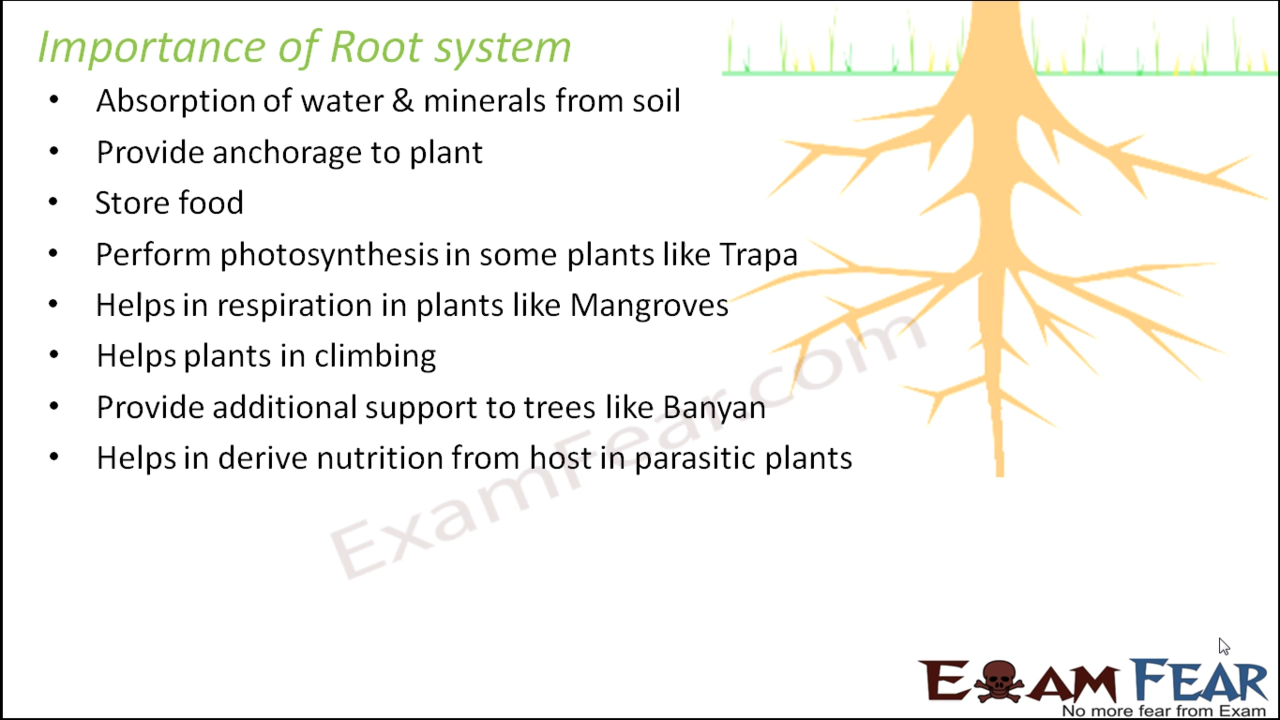 Importance of Root system
• Absorption of water & minerals from soil
• Provide anchorage to plant
• Store food
• Perform photosynthesis in some plants like Trapa
• Helps in respiration in plants like Mangroves
• Helps plants in climbing
• Provide additional support to trees like Banyan
• Helps in derive nutrition from host in parasitic plants
ExamFear.com
EXAM FEAR
No more fear from Exam